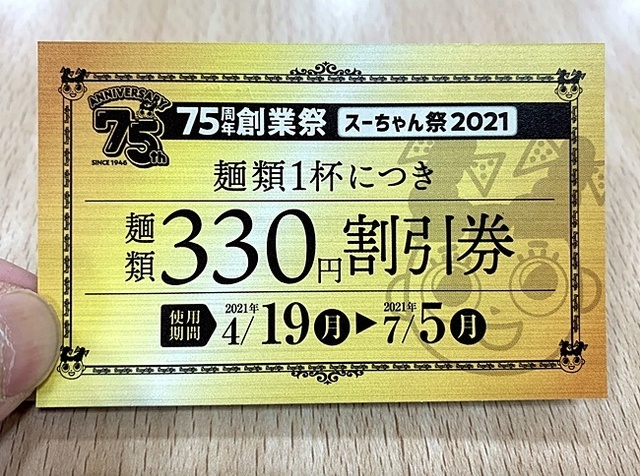 ANNIVERSARY
75th
SINCE 1946
75周年創業祭 スーちゃん祭2021
麺類1杯につき
麺類330円割引券
使用期間 2021年4/19月▶2021年7/5月